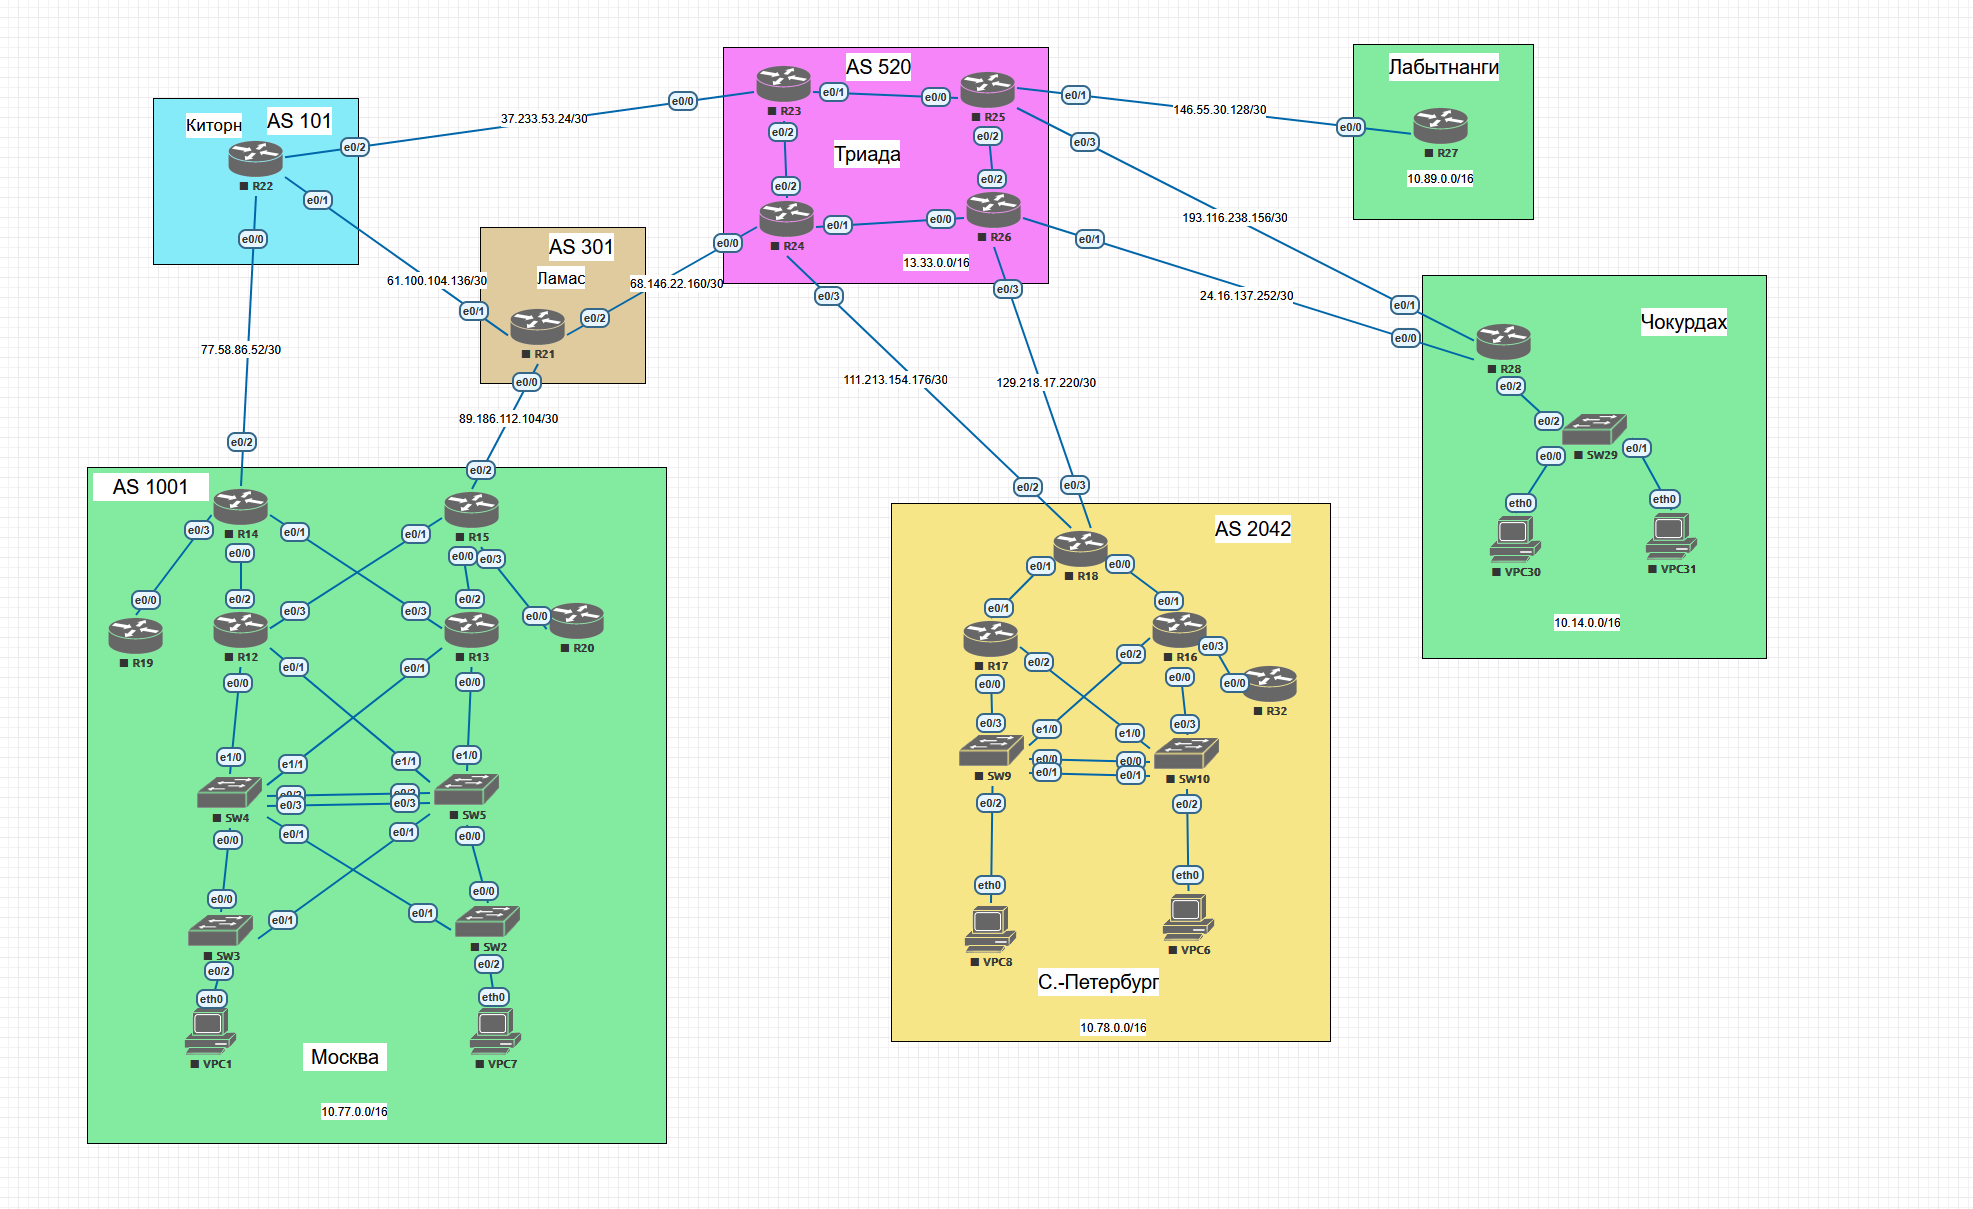 Киторн
AS 101
e0/2
R22
e0/1
e0/0
37.233.53.24/30
61.100.104.136/30
77.58.86.52/30
AS 301
Ламас
e0/1
e0/2
R21
e0/0
68.146.22.160/30
89.186.112.104/30
AS 520
e0/0
R23
e0/1
e0/0
R25
e0/1
e0/2
e0/2
e0/3
Триада
e0/2
e0/2
R24
e0/0
e0/1
e0/0
R26
e0/1
13.33.0.0/16
e0/3
e0/3
146.55.30.128/30
193.116.238.156/30
24.16.137.252/30
111.213.154.176/30
129.218.17.220/30
Лабытнанги
e0/0
R27
10.89.0.0/16
Чокурдах
e0/1
e0/0
R28
e0/2
e0/2
SW29
e0/0
e0/1
eth0
eth0
VPC30
VPC31
10.14.0.0/16
AS 1001
e0/2
e0/2
R14
R15
e0/3
e0/1
e0/1
e0/0
e0/0
e0/3
e0/0
e0/2
e0/3
e0/3
e0/2
e0/0
R19
R12
R13
R20
e0/1
e0/1
e0/0
e0/0
e1/0
e1/1
e1/1
e1/0
e0/3
e0/3
SW4
SW5
e0/0
e0/1
e0/1
e0/0
e0/0
e0/1
e0/1
e0/0
SW3
SW2
e0/2
e0/2
eth0
eth0
VPC1
VPC7
Москва
10.77.0.0/16
AS 2042
e0/2
e0/3
R18
e0/1
e0/0
e0/1
e0/1
R17
R16
e0/2
e0/2
e0/3
e0/0
e0/0
e0/0
R32
e0/3
e1/0
e1/0
e0/3
e0/0
e0/0
e0/1
e0/1
SW9
SW10
e0/2
e0/2
eth0
eth0
VPC8
VPC6
С.-Петербург
10.78.0.0/16